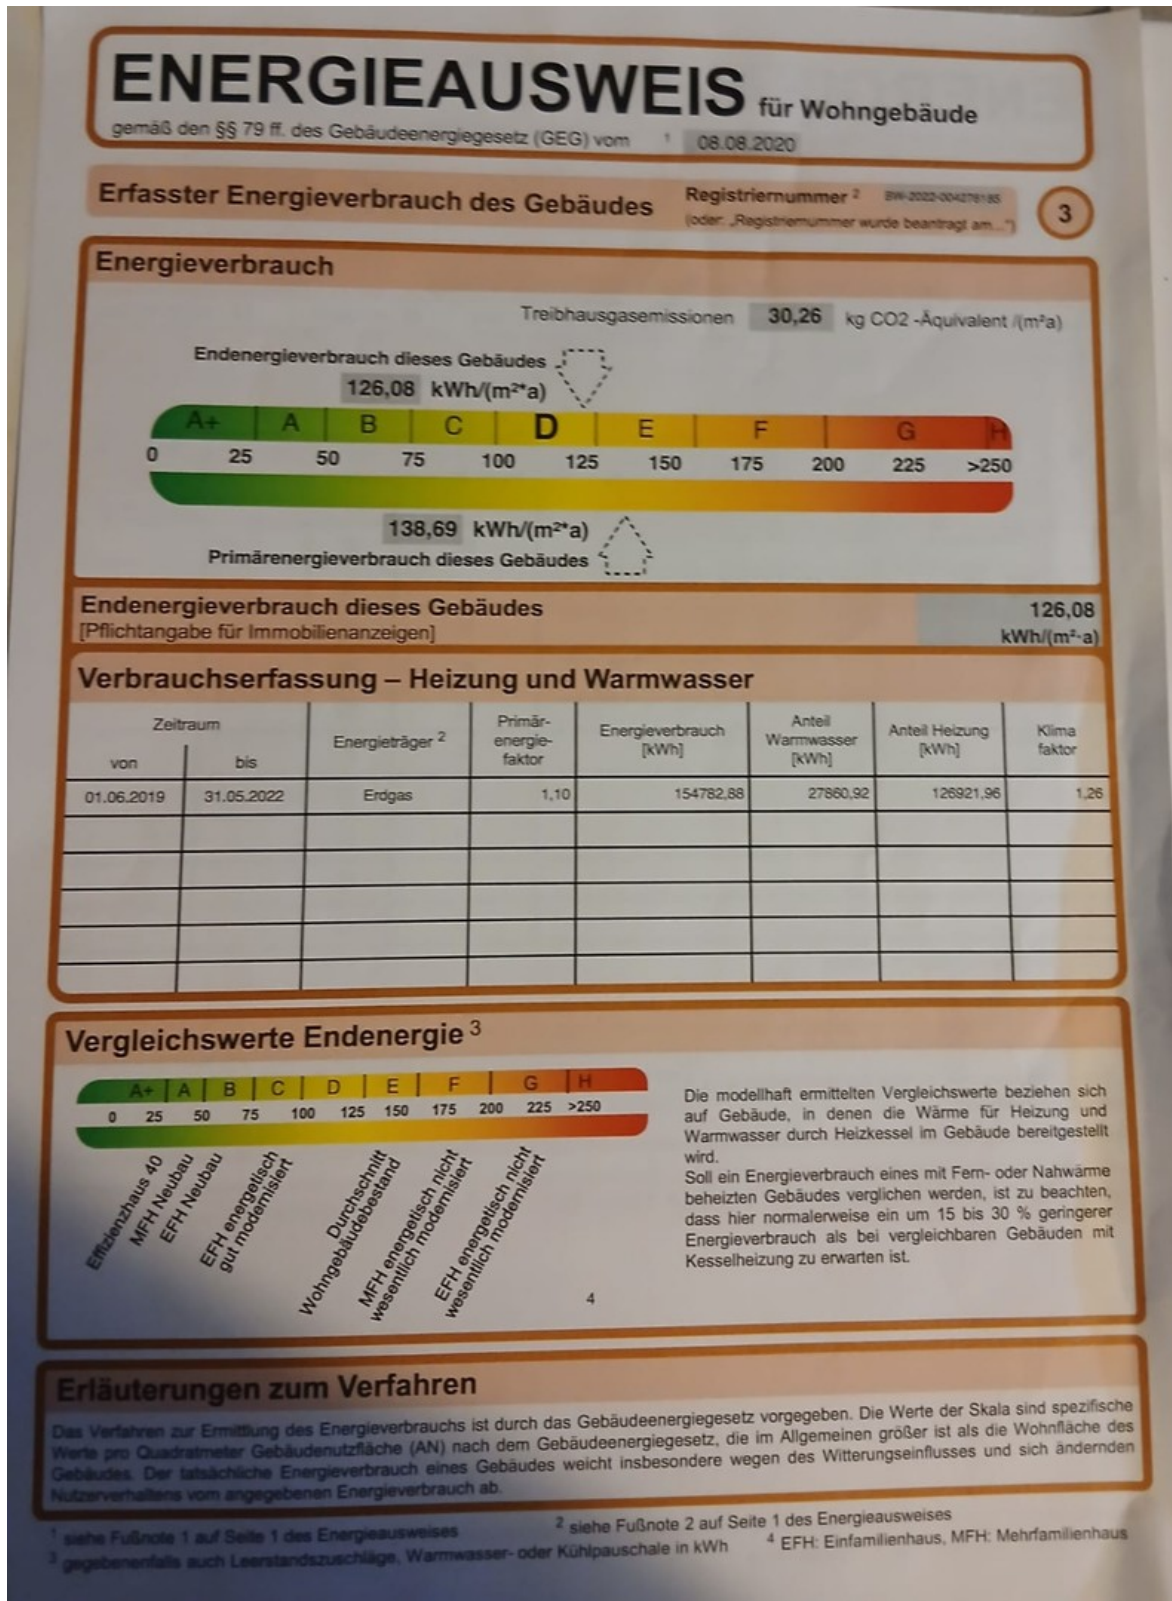 ENERGIEAUSWEIS für Wohngebäude
gemäß den §§ 79 ff. des Gebäudeenergiegesetz (GEG) vom ¹ 08.08.2020
Erfasster Energieverbrauch des Gebäudes
Registriernummer ²
(oder: „Registriernummer wurde beantragt am...")
3
Energieverbrauch
Treibhausgasemissionen 30,26 kg CO2 -Äquivalent /(m²a)
Endenergieverbrauch dieses Gebäudes
126,08 kWh/(m²*a)
A+ A B C D E F G H
0 25 50 75 100 125 150 175 200 225 >250
138,69 kWh/(m²*a)
Primärenergieverbrauch dieses Gebäudes
Endenergieverbrauch dieses Gebäudes
[Pflichtangabe für Immobilienanzeigen]
126,08
kWh/(m²·a)
Verbrauchserfassung – Heizung und Warmwasser
Zeitraum
von bis
Energieträger ²
Primär-
energie-
faktor
Energieverbrauch
[kWh]
Anteil
Warmwasser
[kWh]
Anteil Heizung
[kWh]
Klima
faktor
01.06.2019 31.05.2022 Erdgas 1,10 154782,88 27860,92 126921,96 1,26
Vergleichswerte Endenergie ³
A+ A B C D E F G H
0 25 50 75 100 125 150 175 200 225 >250
Effizienzhaus 40
MFH Neubau
EFH Neubau
EFH energetisch
gut modernisiert
Durchschnitt
Wohngebäudebestand
MFH energetisch nicht
wesentlich modernisiert
EFH energetisch nicht
wesentlich modernisiert
4
Die modellhaft ermittelten Vergleichswerte beziehen sich
auf Gebäude, in denen die Wärme für Heizung und
Warmwasser durch Heizkessel im Gebäude bereitgestellt
wird.
Soll ein Energieverbrauch eines mit Fern- oder Nahwärme
beheizten Gebäudes verglichen werden, ist zu beachten,
dass hier normalerweise ein um 15 bis 30 % geringerer
Energieverbrauch als bei vergleichbaren Gebäuden mit
Kesselheizung zu erwarten ist.
Erläuterungen zum Verfahren
Das Verfahren zur Ermittlung des Energieverbrauchs ist durch das Gebäudeenergiegesetz vorgegeben. Die Werte der Skala sind spezifische
Werte pro Quadratmeter Gebäudenutzfläche (AN) nach dem Gebäudeenergiegesetz, die im Allgemeinen größer ist als die Wohnfläche des
Gebäudes. Der tatsächliche Energieverbrauch eines Gebäudes weicht insbesondere wegen des Witterungseinflusses und sich ändernden
Nutzerverhaltens vom angegebenen Energieverbrauch ab.
¹ siehe Fußnote 1 auf Seite 1 des Energieausweises
² siehe Fußnote 2 auf Seite 1 des Energieausweises
³ gegebenenfalls auch Leerstandszuschläge, Warmwasser- oder Kühlpauschale in kWh
⁴ EFH: Einfamilienhaus, MFH: Mehrfamilienhaus